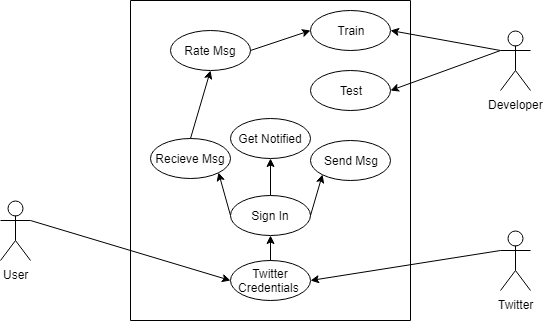 Train
Rate Msg
Test
Developer
Get Notified
Recieve Msg
Send Msg
Sign In
User
Twitter
Credentials
Twitter